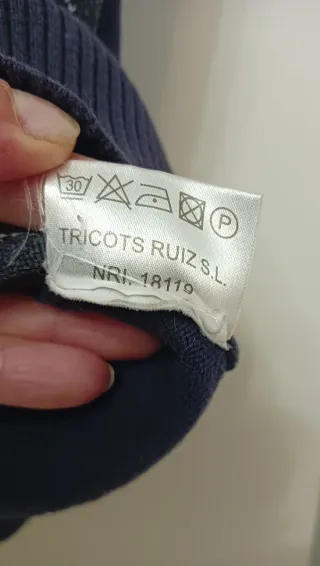 30 P
TRICOTS RUIZ S.L.
NRI. 18119